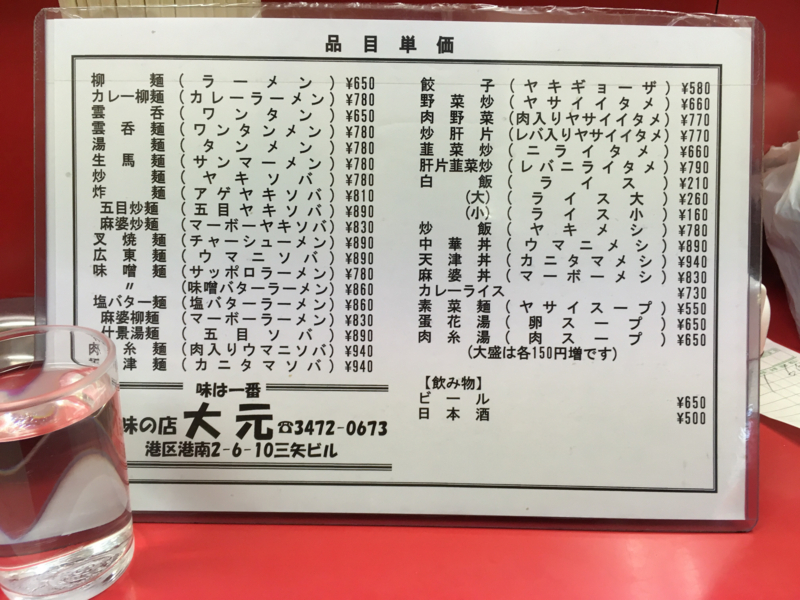 品目単価
柳麺 (ラーメン) ¥650
カレー柳麺 (カレーラーメン) ¥780
雲呑 (ワンタン) ¥650
雲呑麺 (ワンタンメン) ¥780
湯麺 (タンメン) ¥780
生馬麺 (サンマーメン) ¥780
炒麺 (ヤキソバ) ¥780
炸麺 (アゲヤキソバ) ¥810
五目炒麺 (五目ヤキソバ) ¥890
麻婆炒麺 (マーボーヤキソバ) ¥830
叉焼麺 (チャーシューメン) ¥890
広東麺 (ウマニソバ) ¥890
味噌麺 (サッポロラーメン) ¥780
〃 (味噌バターラーメン) ¥860
塩バター麺 (塩バターラーメン) ¥860
麻婆柳麺 (マーボーラーメン) ¥830
什景湯麺 (五目ソバ) ¥890
肉糸麺 (肉入りウマニソバ) ¥940
津麺 (カニタマソバ) ¥940
味は一番
味の店 大元 ☎3472-0673
港区港南2-6-10三矢ビル
餃子 (ヤキギョーザ) ¥580
野菜炒 (ヤサイイタメ) ¥660
肉野菜 (肉入りヤサイイタメ) ¥770
炒肝片 (レバ入りヤサイイタメ) ¥770
韮菜炒 (ニライタメ) ¥660
肝片韮菜炒 (レバニライタメ) ¥790
白飯 (ライス) ¥210
(大) (ライス大) ¥260
(小) (ライス小) ¥160
炒飯 (ヤキメシ) ¥780
中華丼 (ウマニメシ) ¥890
天津丼 (カニタマメシ) ¥940
麻婆丼 (マーボーメシ) ¥830
カレーライス ¥730
素菜麺 (ヤサイスープ) ¥550
蛋花湯 (卵スープ) ¥650
肉糸湯 (肉スープ) ¥650
(大盛は各150円増です)
【飲み物】
ビール ¥650
日本酒 ¥500